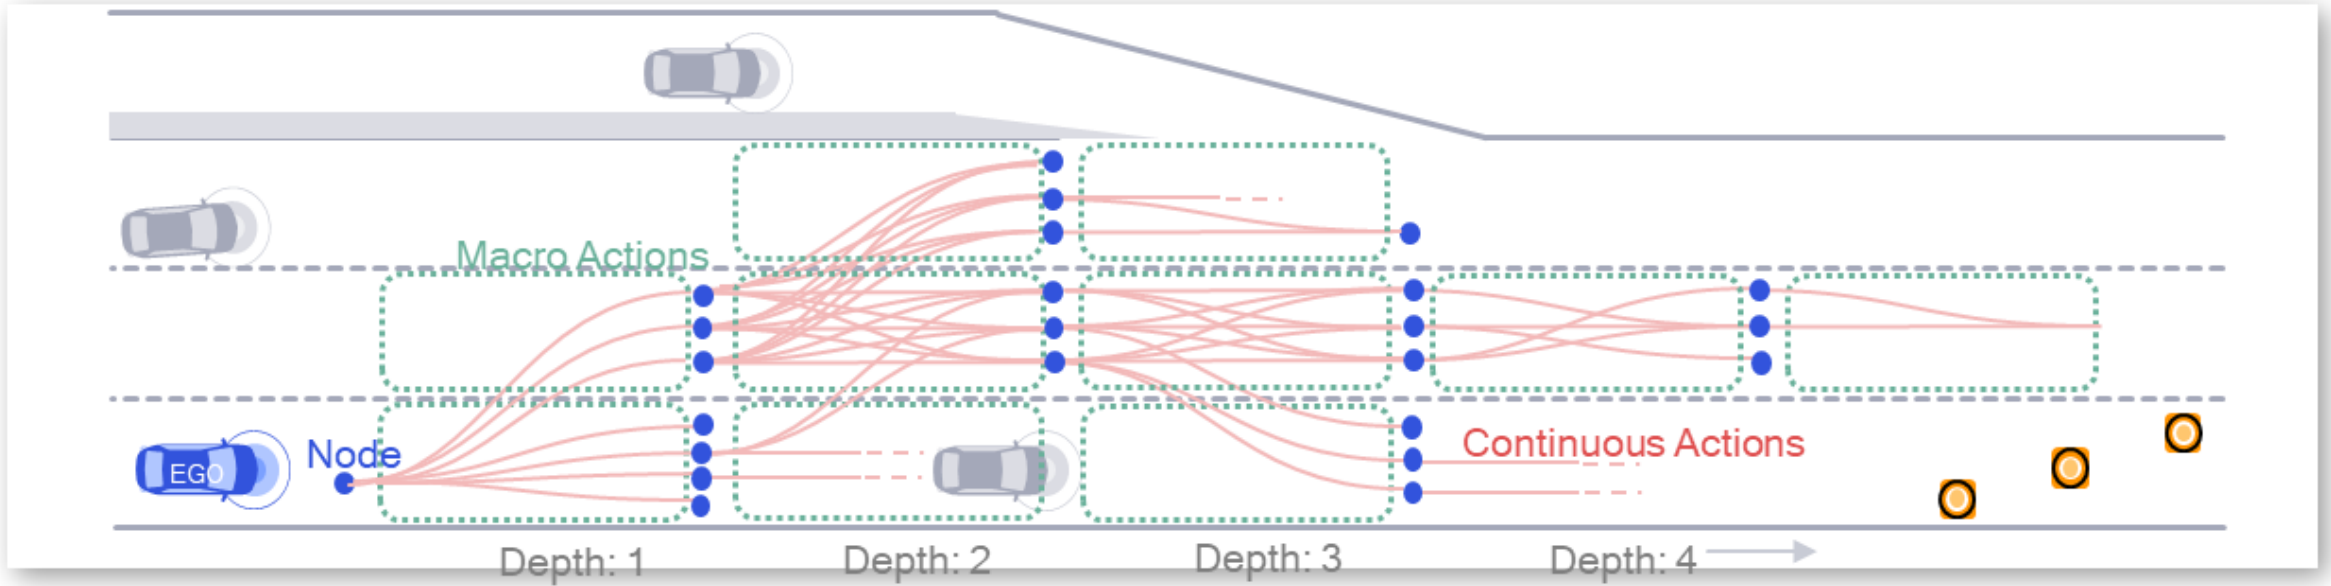 Macro Actions
Node
EGO
Continuous Actions
Depth: 1
Depth: 2
Depth: 3
Depth: 4